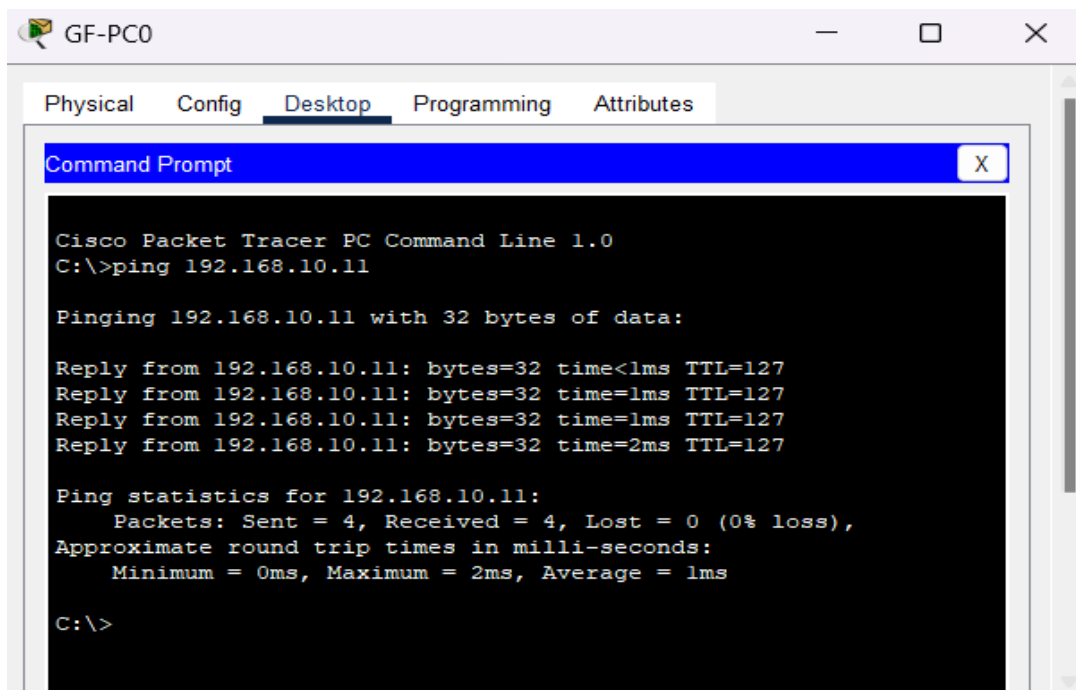 GF-PC0
Physical Config Desktop Programming Attributes
Command Prompt
X
Cisco Packet Tracer PC Command Line 1.0
C:\>ping 192.168.10.11
Pinging 192.168.10.11 with 32 bytes of data:
Reply from 192.168.10.11: bytes=32 time<1ms TTL=127
Reply from 192.168.10.11: bytes=32 time=1ms TTL=127
Reply from 192.168.10.11: bytes=32 time=1ms TTL=127
Reply from 192.168.10.11: bytes=32 time=2ms TTL=127
Ping statistics for 192.168.10.11:
Packets: Sent = 4, Received = 4, Lost = 0 (0% loss),
Approximate round trip times in milli-seconds:
Minimum = 0ms, Maximum = 2ms, Average = 1ms
C:\>